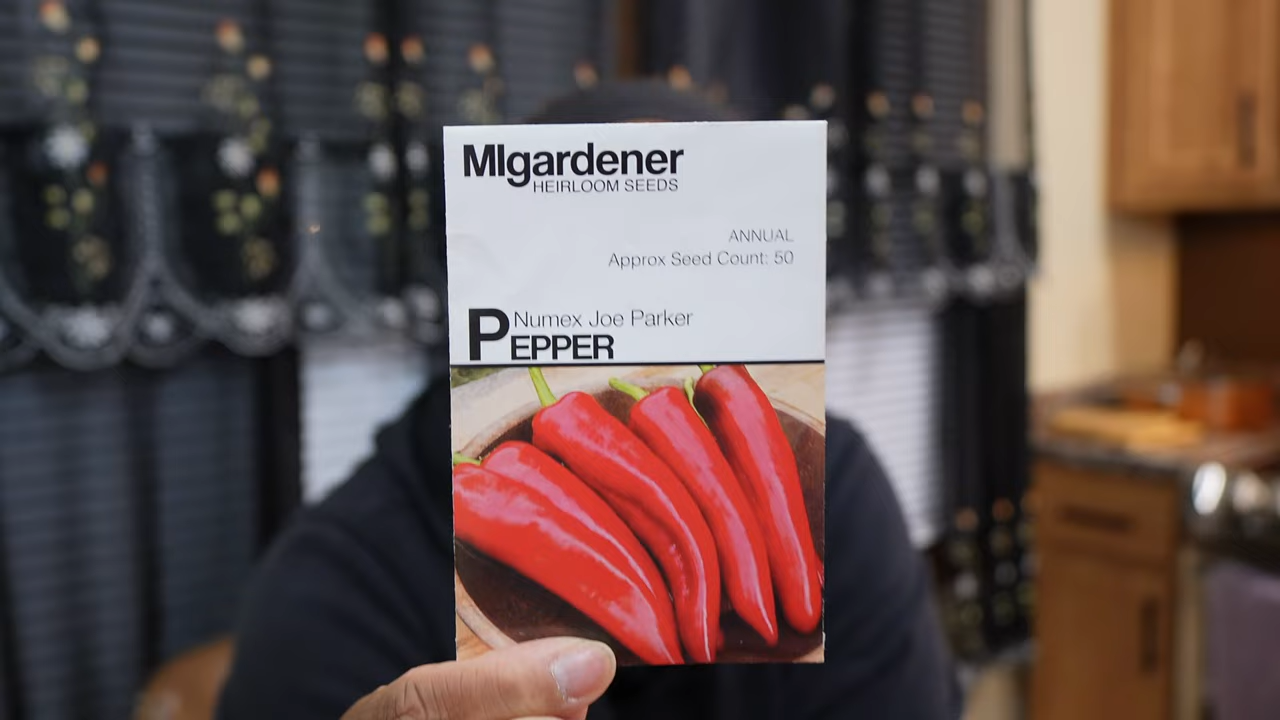 MIgardener
HEIRLOOM SEEDS
ANNUAL
Approx Seed Count: 50
Numex Joe Parker
PEPPER